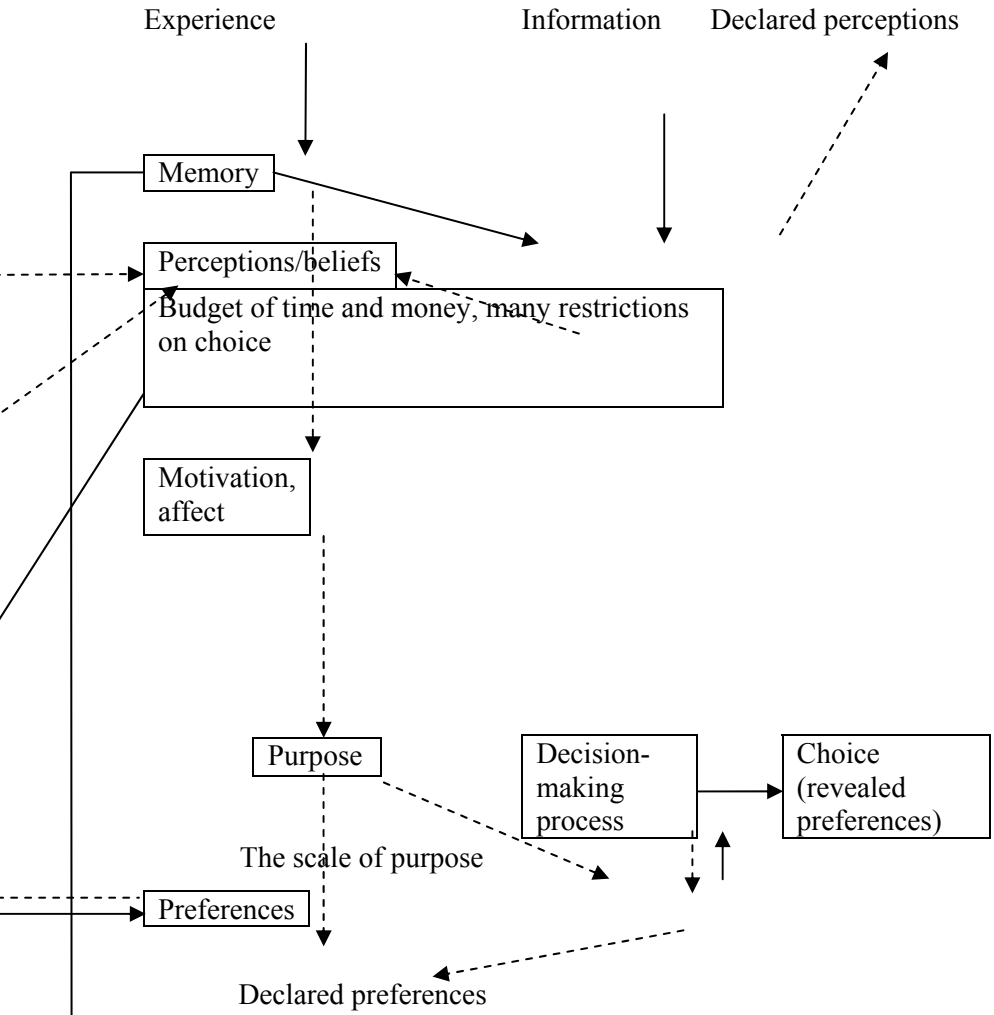 Experience
Information
Declared perceptions
Memory
Perceptions/beliefs
Budget of time and money, many restrictions
on choice
Motivation,
affect
Purpose
Decision-
making
process
Choice
(revealed
preferences)
The scale of purpose
Preferences
Declared preferences